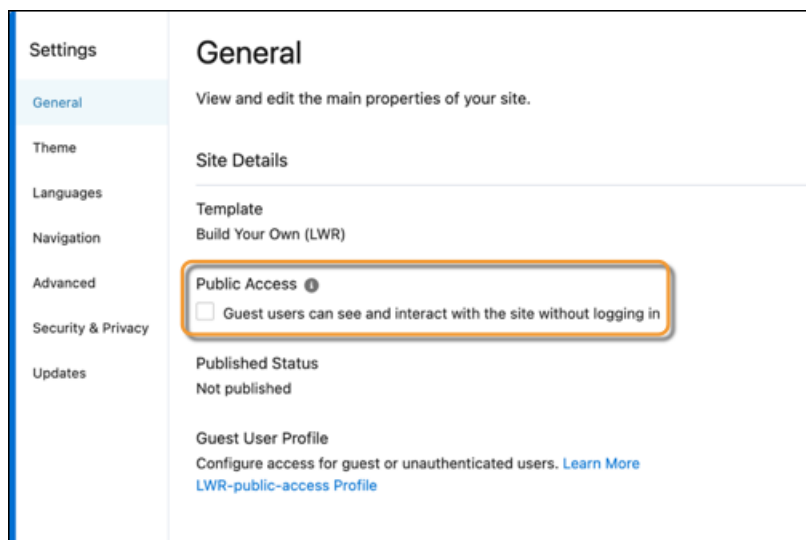 Settings
General
Theme
Languages
Navigation
Advanced
Security & Privacy
Updates
General
View and edit the main properties of your site.
Site Details
Template
Build Your Own (LWR)
Public Access
Guest users can see and interact with the site without logging in
Published Status
Not published
Guest User Profile
Configure access for guest or unauthenticated users. Learn More
LWR-public-access Profile